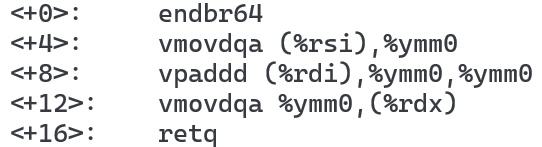 <+0>: endbr64
<+4>: vmovdqa (%rsi),%ymm0
<+8>: vpaddd (%rdi),%ymm0,%ymm0
<+12>: vmovdqa %ymm0,(%rdx)
<+16>: retq